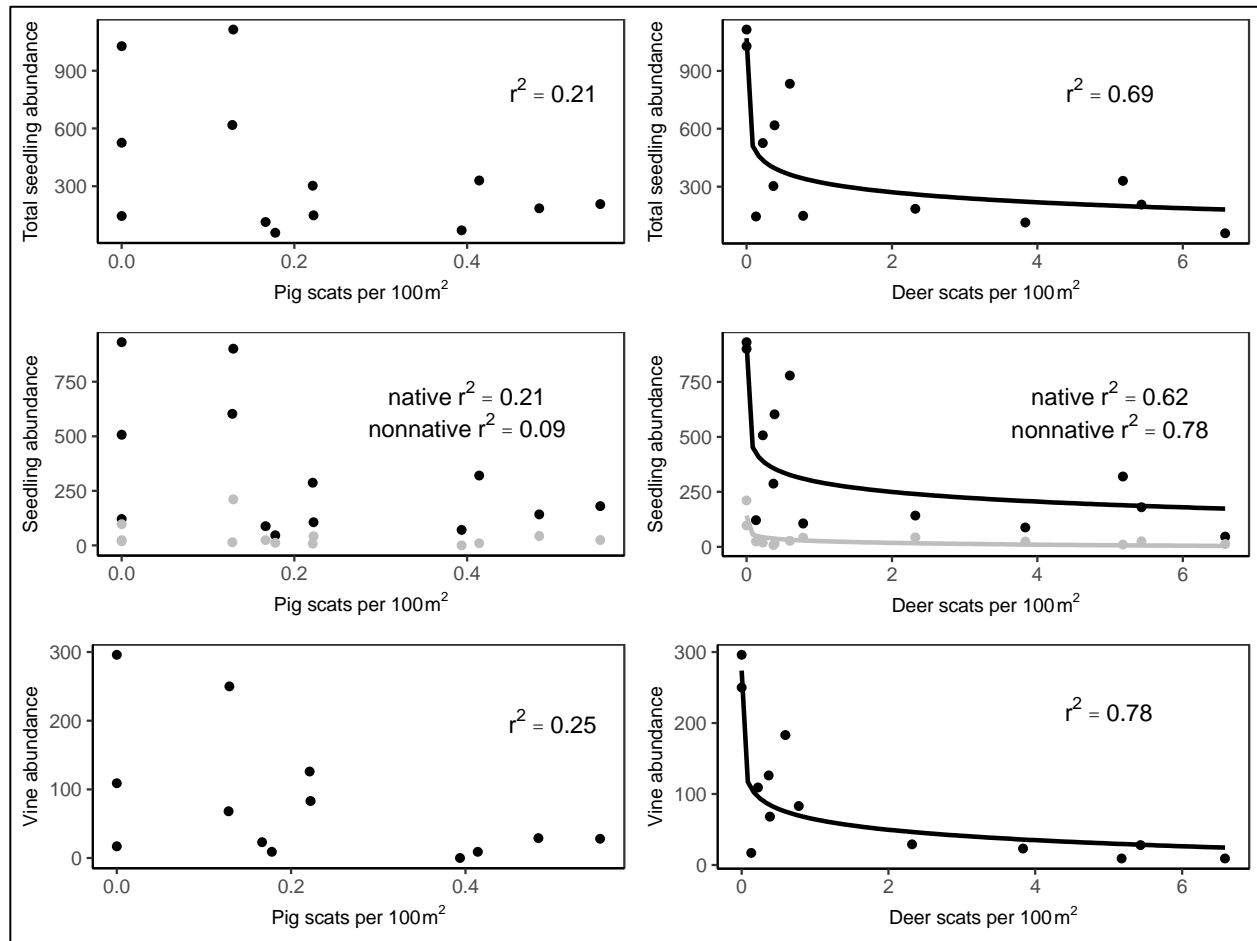 Total seedling abundance
900
600
300
r² = 0.21
0.0 0.2 0.4
Pig scats per 100m²
Total seedling abundance
900
600
300
r² = 0.69
0 2 4 6
Deer scats per 100m²
Seedling abundance
750
500
250
0
native r² = 0.21
nonnative r² = 0.09
0.0 0.2 0.4
Pig scats per 100m²
Seedling abundance
750
500
250
0
native r² = 0.62
nonnative r² = 0.78
0 2 4 6
Deer scats per 100m²
Vine abundance
300
200
100
0
r² = 0.25
0.0 0.2 0.4
Pig scats per 100m²
Vine abundance
300
200
100
0
r² = 0.78
0 2 4 6
Deer scats per 100m²